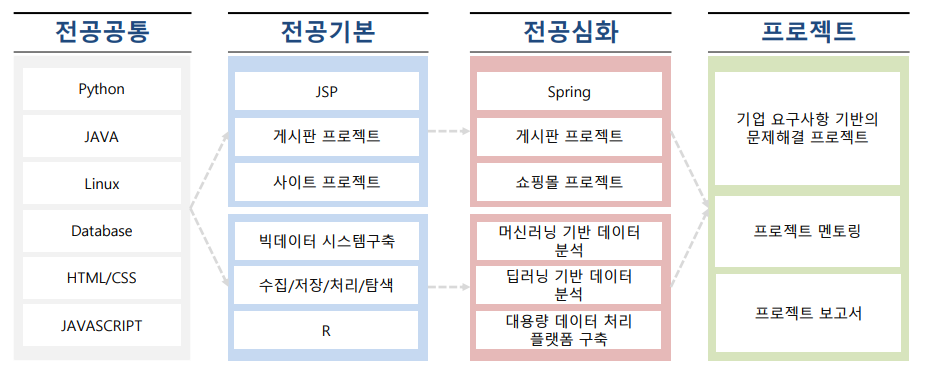 전공공통
Python
JAVA
Linux
Database
HTML/CSS
JAVASCRIPT
전공기본
JSP
게시판 프로젝트
사이트 프로젝트
빅데이터 시스템구축
수집/저장/처리/탐색
R
전공심화
Spring
게시판 프로젝트
쇼핑몰 프로젝트
머신러닝 기반 데이터
분석
딥러닝 기반 데이터
분석
대용량 데이터 처리
플랫폼 구축
프로젝트
기업 요구사항 기반의
문제해결 프로젝트
프로젝트 멘토링
프로젝트 보고서